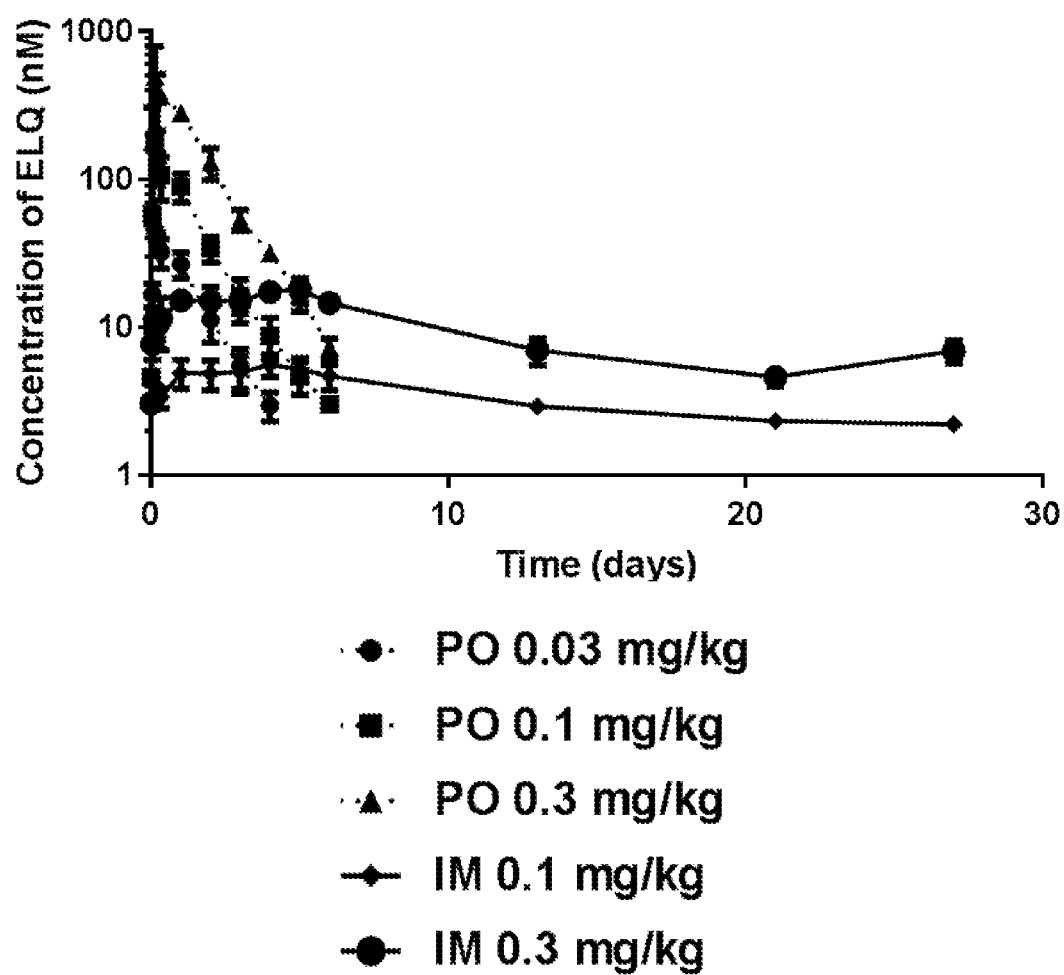 Concentration of ELQ (nM)
1000
100
10
1
0
10
20
30
Time (days)
PO 0.03 mg/kg
PO 0.1 mg/kg
PO 0.3 mg/kg
IM 0.1 mg/kg
IM 0.3 mg/kg